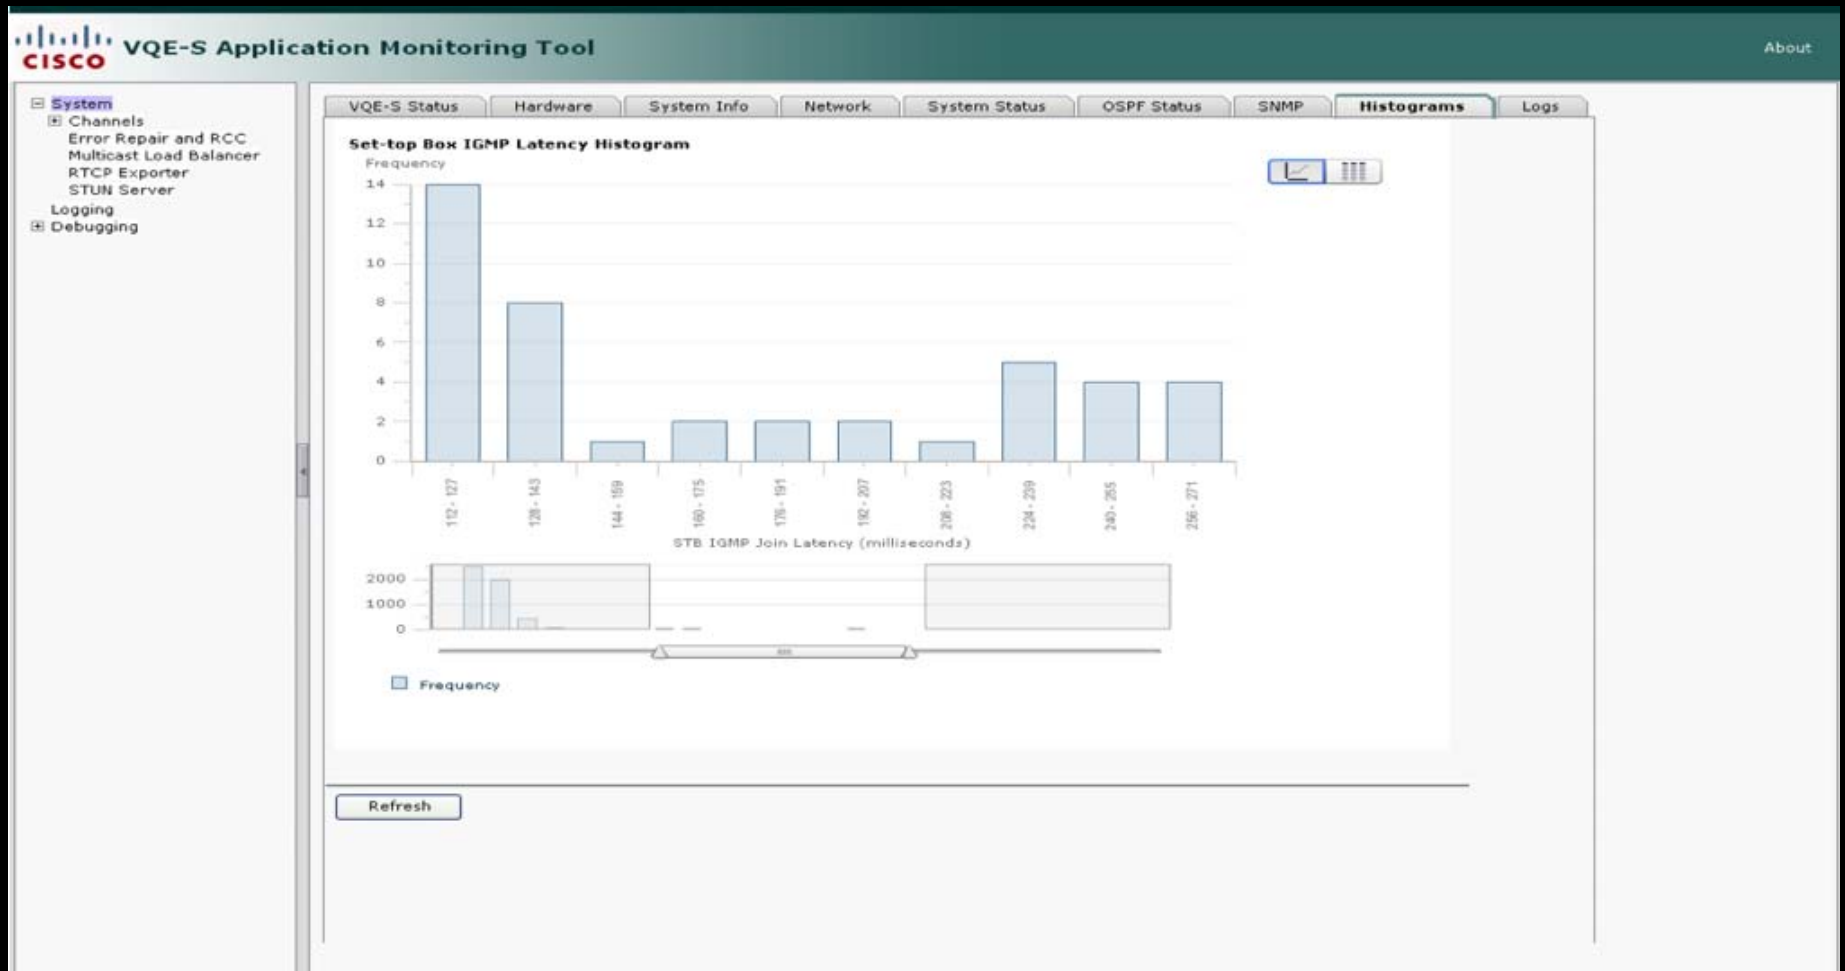 CISCO VQE-S Application Monitoring Tool
About
System
Channels
Error Repair and RCC
Multicast Load Balancer
RTCP Exporter
STUN Server
Logging
Debugging
VQE-S Status Hardware System Info Network System Status OSPF Status SNMP Histograms Logs
Set-top Box IGMP Latency Histogram
Frequency
14
12
10
8
6
4
2
0
112 - 127 128 - 143 144 - 159 160 - 175 176 - 191 192 - 207 208 - 223 224 - 239 240 - 255 256 - 271
STB IGMP Join Latency (milliseconds)
2000
1000
0
Frequency
Refresh